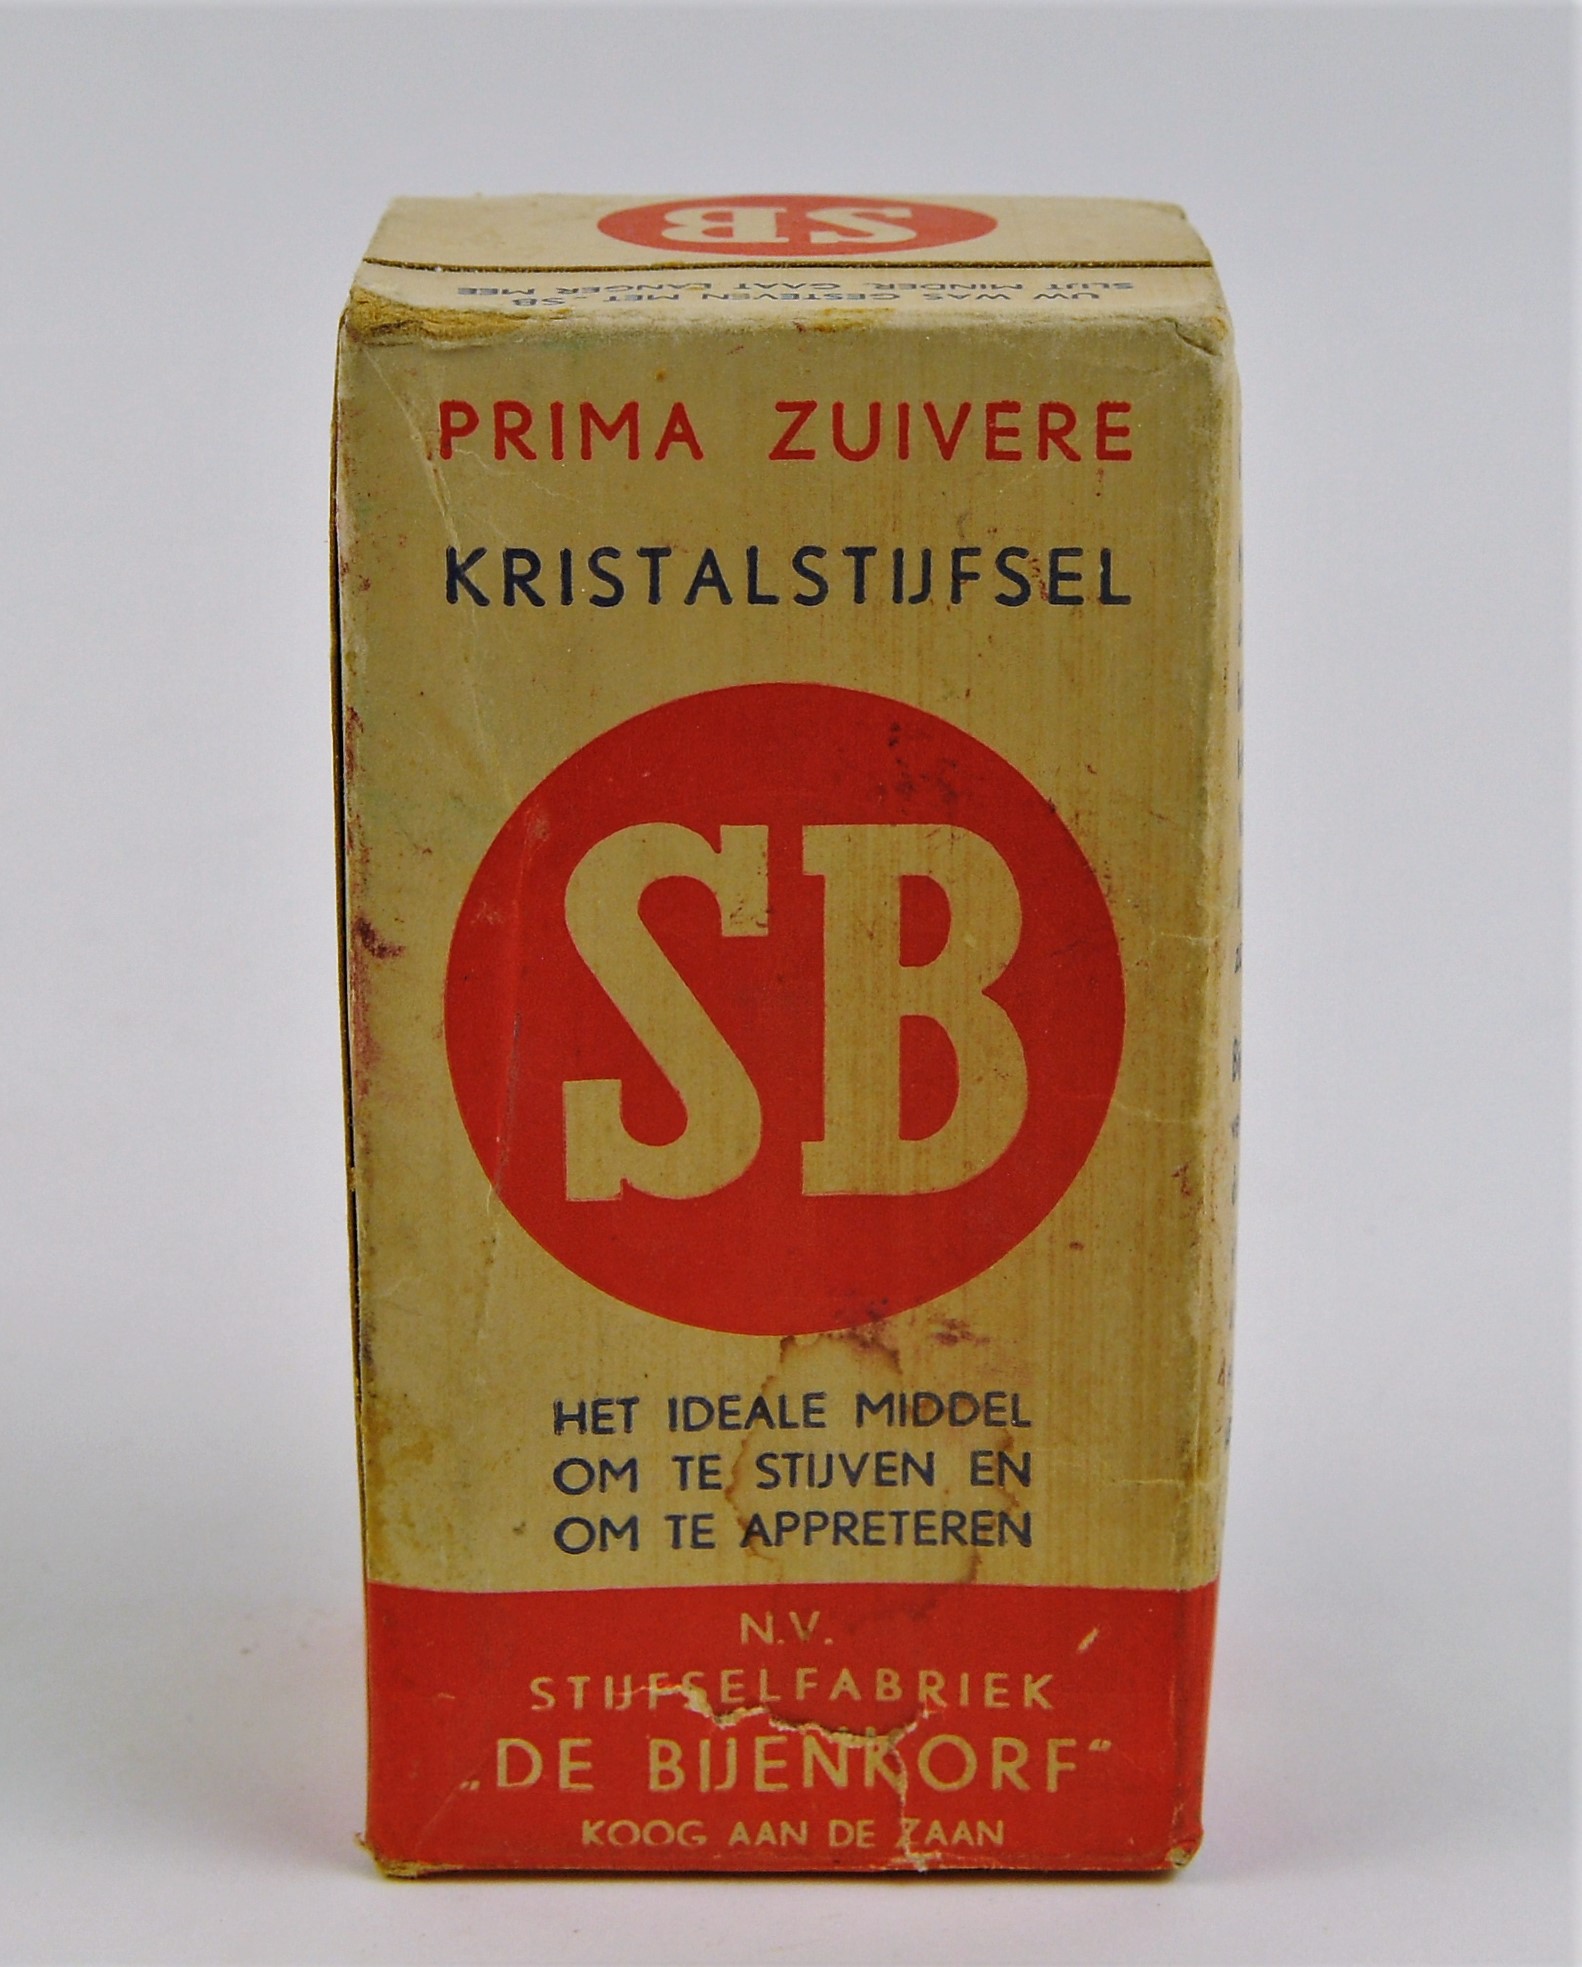 SB
UW WAS GESTEVEN MET - SB
SLIJT MINDER, GAAT LANGER MEE
PRIMA ZUIVERE
KRISTALSTIJFSEL
SB
HET IDEALE MIDDEL
OM TE STIJVEN EN
OM TE APPRETEREN
N.V.
STIJFSELFABRIEK
„DE BIJENKORF“
KOOG AAN DE ZAAN